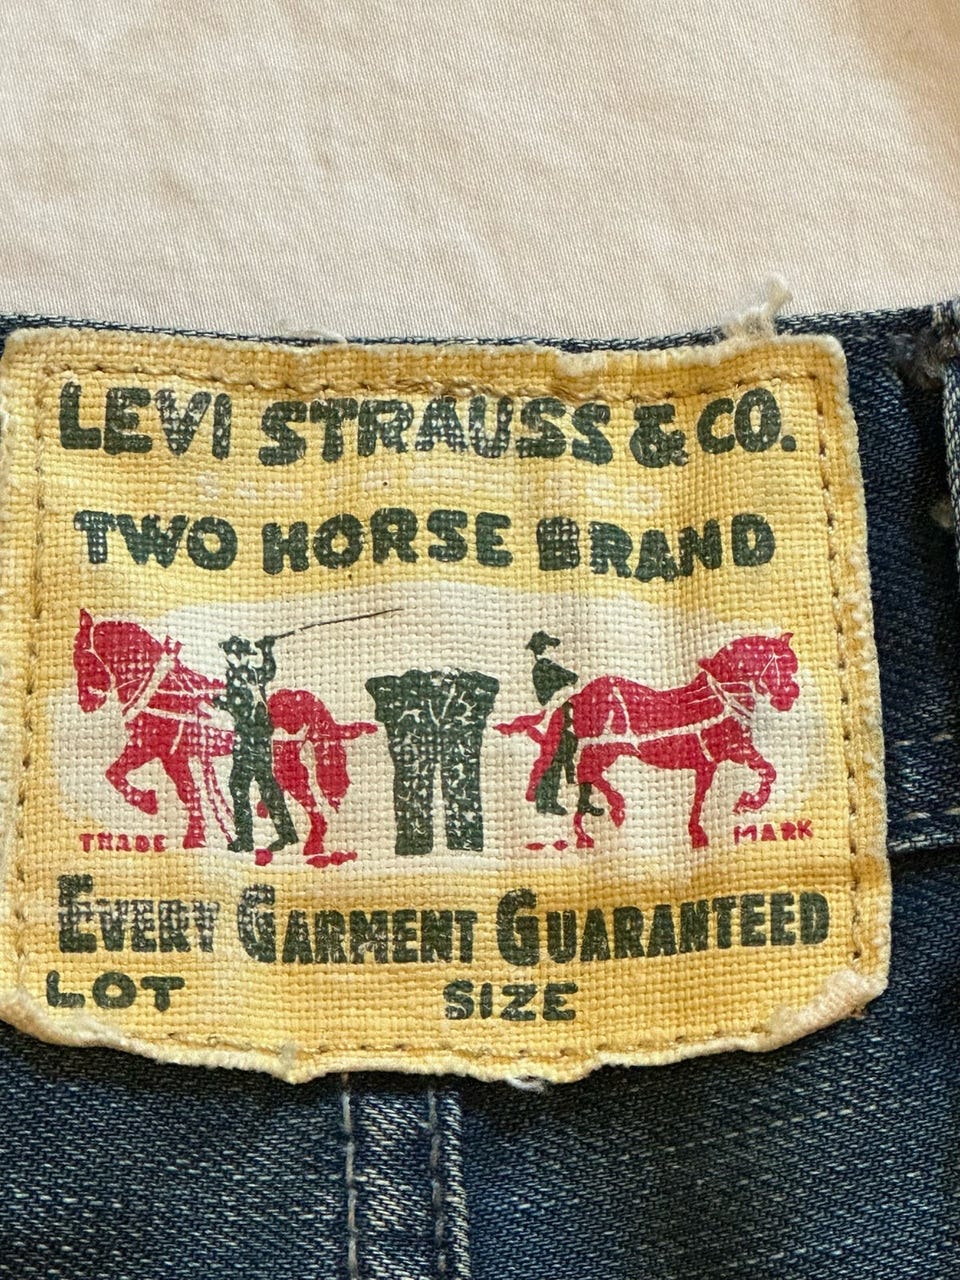 LEVI STRAUSS & CO.
TWO HORSE BRAND
TRADE MARK
EVERY GARMENT GUARANTEED
LOT SIZE